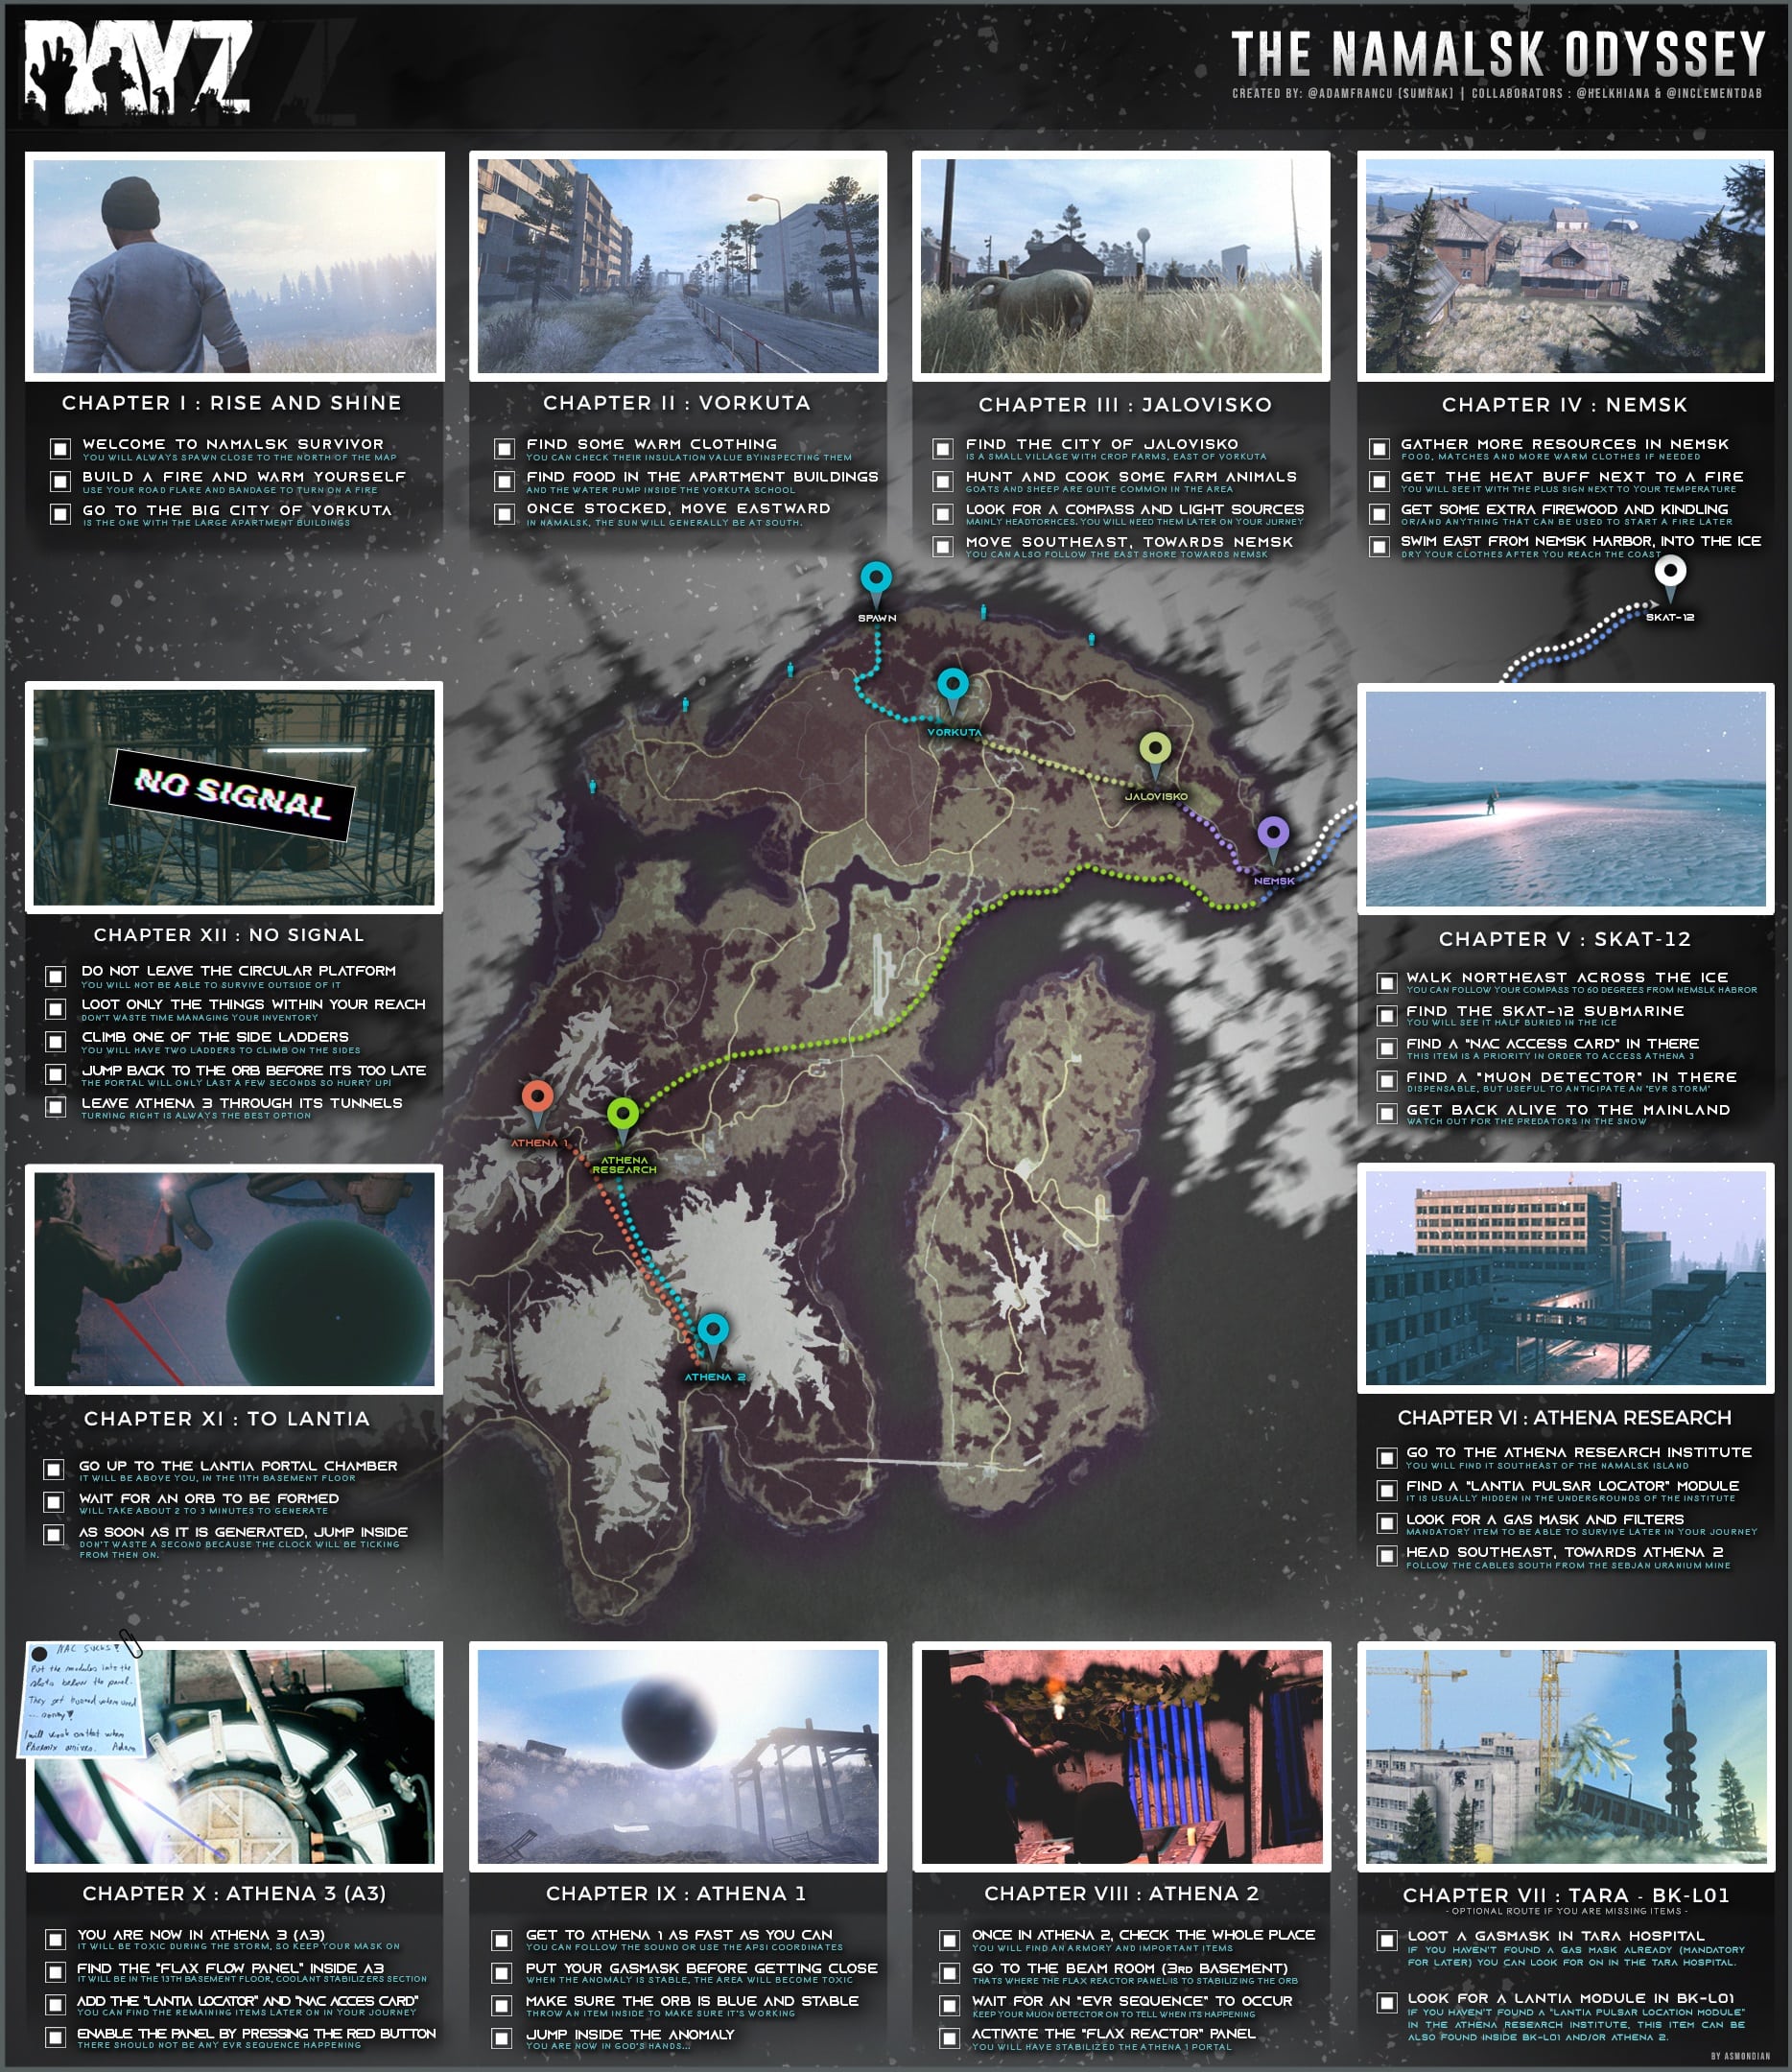 DAYZ
THE NAMALSK ODYSSEY
CREATED BY: @ADAMFRANCU (SUMRAK) | COLLABORATORS : @HELKHIANA & @INCLEMENTDAB
CHAPTER I : RISE AND SHINE
WELCOME TO NAMALSK SURVIVOR
YOU WILL ALWAYS SPAWN CLOSE TO THE NORTH OF THE MAP
BUILD A FIRE AND WARM YOURSELF
USE YOUR ROAD FLARE AND BANDAGE TO TURN ON A FIRE
GO TO THE BIG CITY OF VORKUTA
IS THE ONE WITH THE LARGE APARTMENT BUILDINGS
CHAPTER II : VORKUTA
FIND SOME WARM CLOTHING
YOU CAN CHECK THEIR INSULATION VALUE BYINSPECTING THEM
FIND FOOD IN THE APARTMENT BUILDINGS
AND THE WATER PUMP INSIDE THE VORKUTA SCHOOL
ONCE STOCKED, MOVE EASTWARD
IN NAMALSK, THE SUN WILL GENERALLY BE AT SOUTH.
CHAPTER III : JALOVISKO
FIND THE CITY OF JALOVISKO
IS A SMALL VILLAGE WITH CROP FARMS, EAST OF VORKUTA
HUNT AND COOK SOME FARM ANIMALS
GOATS AND SHEEP ARE QUITE COMMON IN THE AREA
LOOK FOR A COMPASS AND LIGHT SOURCES
MAINLY HEADTORHCES. YOU WILL NEED THEM LATER ON YOUR JURNEY
MOVE SOUTHEAST, TOWARDS NEMSK
YOU CAN ALSO FOLLOW THE EAST SHORE TOWARDS NEMSK
CHAPTER IV : NEMSK
GATHER MORE RESOURCES IN NEMSK
FOOD, MATCHES AND MORE WARM CLOTHES IF NEEDED
GET THE HEAT BUFF NEXT TO A FIRE
YOU WILL SEE IT WITH THE PLUS SIGN NEXT TO YOUR TEMPERATURE
GET SOME EXTRA FIREWOOD AND KINDLING
OR/AND ANYTHING THAT CAN BE USED TO START A FIRE LATER
SWIM EAST FROM NEMSK HARBOR, INTO THE ICE
DRY YOUR CLOTHES AFTER YOU REACH THE COAST
SPAWN
SKAT-12
VORKUTA
JALOVISKO
NEMSK
ATHENA 1
ATHENA
RESEARCH
ATHENA 2
CHAPTER V : SKAT-12
WALK NORTHEAST ACROSS THE ICE
YOU CAN FOLLOW YOUR COMPASS TO 60 DEGREES FROM NEMSLK HABROR
FIND THE SKAT-12 SUBMARINE
YOU WILL SEE IT HALF BURIED IN THE ICE
FIND A "NAC ACCESS CARD" IN THERE
THIS ITEM IS A PRIORITY IN ORDER TO ACCESS ATHENA 3
FIND A "MUON DETECTOR" IN THERE
DISPENSABLE, BUT USEFUL TO ANTICIPATE AN 'EVR STORM'
GET BACK ALIVE TO THE MAINLAND
WATCH OUT FOR THE PREDATORS IN THE SNOW
CHAPTER VI : ATHENA RESEARCH
GO TO THE ATHENA RESEARCH INSTITUTE
YOU WILL FIND IT SOUTHEAST OF THE NAMALSK ISLAND
FIND A "LANTIA PULSAR LOCATOR" MODULE
IT IS USUALLY HIDDEN IN THE UNDERGROUNDS OF THE INSTITUTE
LOOK FOR A GAS MASK AND FILTERS
MANDATORY ITEM TO BE ABLE TO SURVIVE LATER IN YOUR JOURNEY
HEAD SOUTHEAST, TOWARDS ATHENA 2
FOLLOW THE CABLES SOUTH FROM THE SEBJAN URANIUM MINE
CHAPTER VII : TARA - BK-L01
- OPTIONAL ROUTE IF YOU ARE MISSING ITEMS -
LOOT A GASMASK IN TARA HOSPITAL
IF YOU HAVEN'T FOUND A GAS MASK ALREADY (MANDATORY
FOR LATER) YOU CAN LOOK FOR ON IN THE TARA HOSPITAL.
LOOK FOR A LANTIA MODULE IN BK-L01
IF YOU HAVEN'T FOUND A "LANTIA PULSAR LOCATION MODULE"
IN THE ATHENA RESEARCH INSTITUTE, THIS ITEM CAN BE
ALSO FOUND INSIDE BK-L01 AND/OR ATHENA 2.
CHAPTER VIII : ATHENA 2
ONCE IN ATHENA 2, CHECK THE WHOLE PLACE
YOU WILL FIND AN ARMORY AND IMPORTANT ITEMS
GO TO THE BEAM ROOM (3RD BASEMENT)
THATS WHERE THE FLAX REACTOR PANEL IS TO STABILIZING THE ORB
WAIT FOR AN "EVR SEQUENCE" TO OCCUR
KEEP YOUR MUON DETECTOR ON TO TELL WHEN ITS HAPPENING
ACTIVATE THE "FLAX REACTOR" PANEL
YOU WILL HAVE STABILIZED THE ATHENA 1 PORTAL
CHAPTER IX : ATHENA 1
GET TO ATHENA 1 AS FAST AS YOU CAN
YOU CAN FOLLOW THE SOUND OR USE THE APSI COORDINATES
PUT YOUR GASMASK BEFORE GETTING CLOSE
WHEN THE ANOMALY IS STABLE, THE AREA WILL BECOME TOXIC
MAKE SURE THE ORB IS BLUE AND STABLE
THROW AN ITEM INSIDE TO MAKE SURE IT'S WORKING
JUMP INSIDE THE ANOMALY
YOU ARE NOW IN GOD'S HANDS...
NAC SUCKS!
Put the modules into the
slots below the panel.
They get burned when used
... sorry!
I will work on that when
Phoenix arrives. Adam
CHAPTER X : ATHENA 3 (A3)
YOU ARE NOW IN ATHENA 3 (A3)
IT WILL BE TOXIC DURING THE STORM, SO KEEP YOUR MASK ON
FIND THE "FLAX FLOW PANEL" INSIDE A3
IT WILL BE IN THE 13TH BASEMENT FLOOR, COOLANT STABILIZERS SECTION
ADD THE "LANTIA LOCATOR" AND "NAC ACCES CARD"
YOU CAN FIND THE REMAINING ITEMS LATER ON IN YOUR JOURNEY
ENABLE THE PANEL BY PRESSING THE RED BUTTON
THERE SHOULD NOT BE ANY EVR SEQUENCE HAPPENING
CHAPTER XI : TO LANTIA
GO UP TO THE LANTIA PORTAL CHAMBER
IT WILL BE ABOVE YOU, IN THE 11TH BASEMENT FLOOR
WAIT FOR AN ORB TO BE FORMED
WILL TAKE ABOUT 2 TO 3 MINUTES TO GENERATE
AS SOON AS IT IS GENERATED, JUMP INSIDE
DON'T WASTE A SECOND BECAUSE THE CLOCK WILL BE TICKING
FROM THEN ON.
NO SIGNAL
CHAPTER XII : NO SIGNAL
DO NOT LEAVE THE CIRCULAR PLATFORM
YOU WILL NOT BE ABLE TO SURVIVE OUTSIDE OF IT
LOOT ONLY THE THINGS WITHIN YOUR REACH
DON'T WASTE TIME MANAGING YOUR INVENTORY
CLIMB ONE OF THE SIDE LADDERS
YOU WILL HAVE TWO LADDERS TO CLIMB ON THE SIDES
JUMP BACK TO THE ORB BEFORE ITS TOO LATE
THE PORTAL WILL ONLY LAST A FEW SECONDS SO HURRY UP!
LEAVE ATHENA 3 THROUGH ITS TUNNELS
TURNING RIGHT IS ALWAYS THE BEST OPTION
BY ASMONDIAN